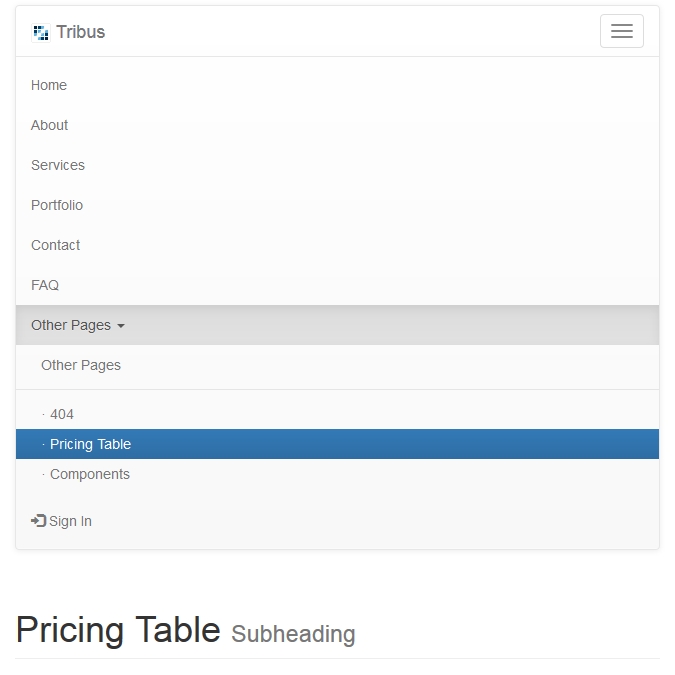 Tribus
Home
About
Services
Portfolio
Contact
FAQ
Other Pages
Other Pages
· 404
· Pricing Table
· Components
Sign In
Pricing Table Subheading